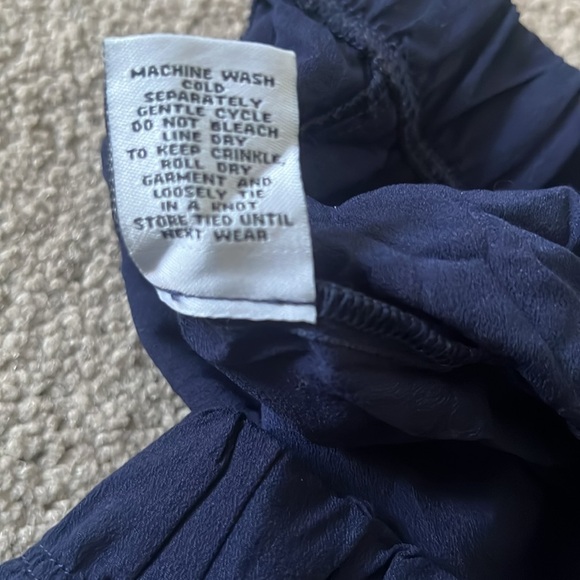 MACHINE WASH
COLD
SEPARATELY
GENTLE CYCLE
DO NOT BLEACH
LINE DRY
TO KEEP CRINKLE,
ROLL DRY
GARMENT AND
LOOSELY TIE
IN A KNOT
STORE TIED UNTIL
NEXT WEAR